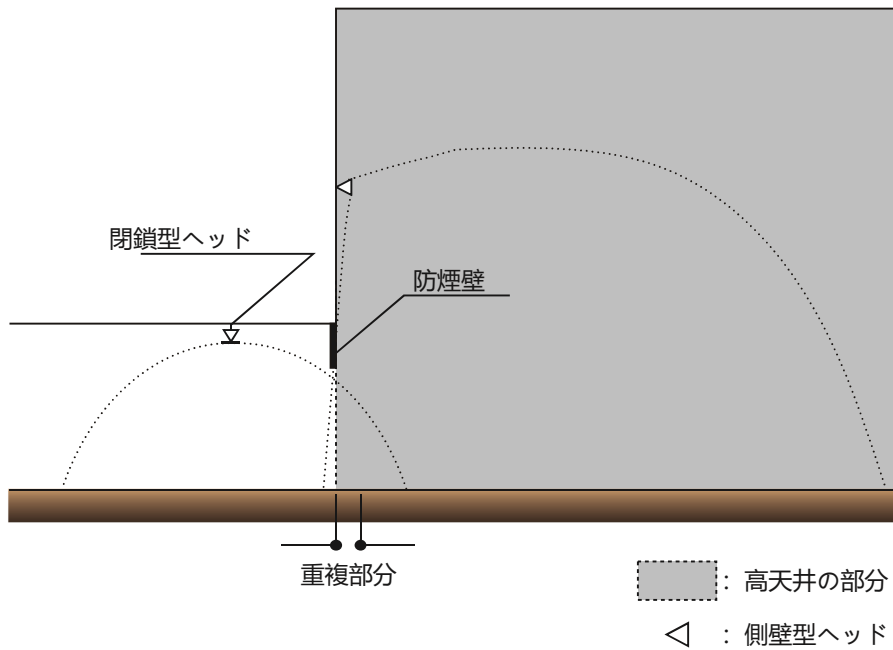 閉鎖型ヘッド
防煙壁
重複部分
：高天井の部分
：側壁型ヘッド